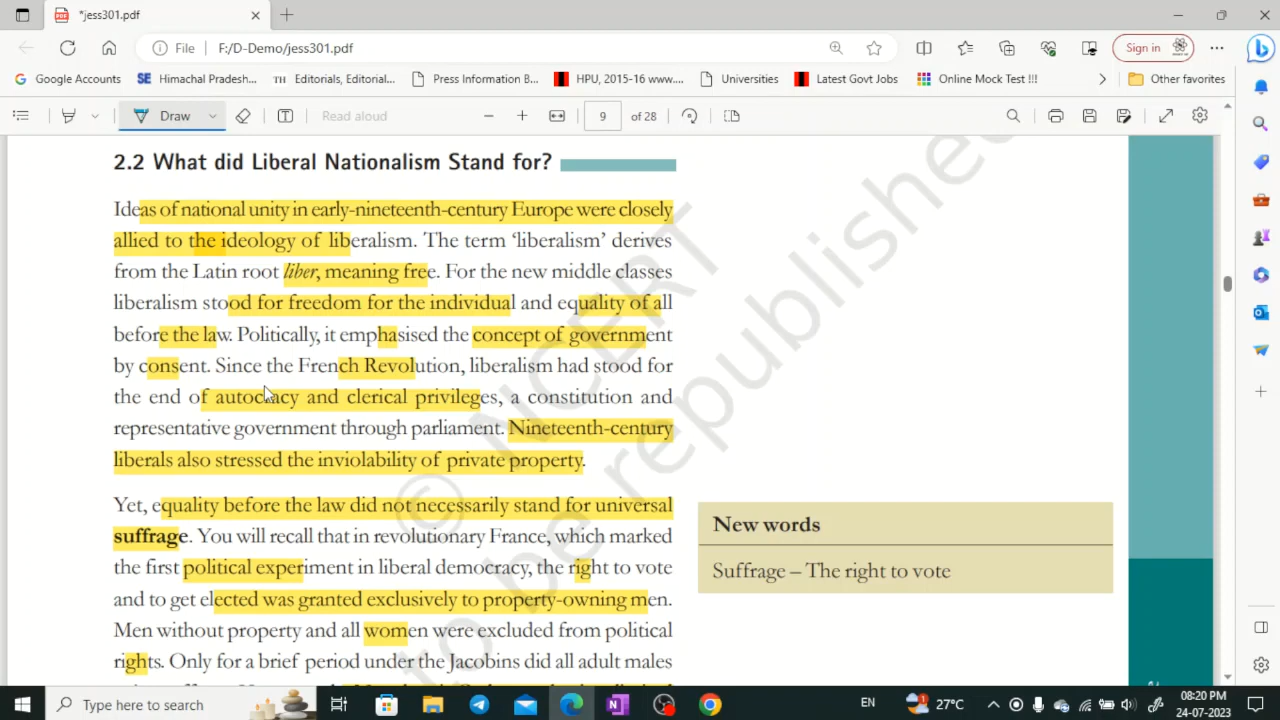 *jess301.pdf
File
F:/D-Demo/jess301.pdf
Sign in
Google Accounts
SE Himachal Pradesh...
TH Editorials, Editorial...
Press Information B...
HPU, 2015-16 www....
Universities
Latest Govt Jobs
Online Mock Test !!!
Other favorites
Draw
Read aloud
9
of 28
2.2 What did Liberal Nationalism Stand for?
Ideas of national unity in early-nineteenth-century Europe were closely
allied to the ideology of liberalism. The term ‘liberalism’ derives
from the Latin root liber, meaning free. For the new middle classes
liberalism stood for freedom for the individual and equality of all
before the law. Politically, it emphasised the concept of government
by consent. Since the French Revolution, liberalism had stood for
the end of autocracy and clerical privileges, a constitution and
representative government through parliament. Nineteenth-century
liberals also stressed the inviolability of private property.
Yet, equality before the law did not necessarily stand for universal
suffrage. You will recall that in revolutionary France, which marked
the first political experiment in liberal democracy, the right to vote
and to get elected was granted exclusively to property-owning men.
Men without property and all women were excluded from political
rights. Only for a brief period under the Jacobins did all adult males
New words
Suffrage – The right to vote
© NCERT
to be republished
Type here to search
EN
1
27°C
08:20 PM
24-07-2023